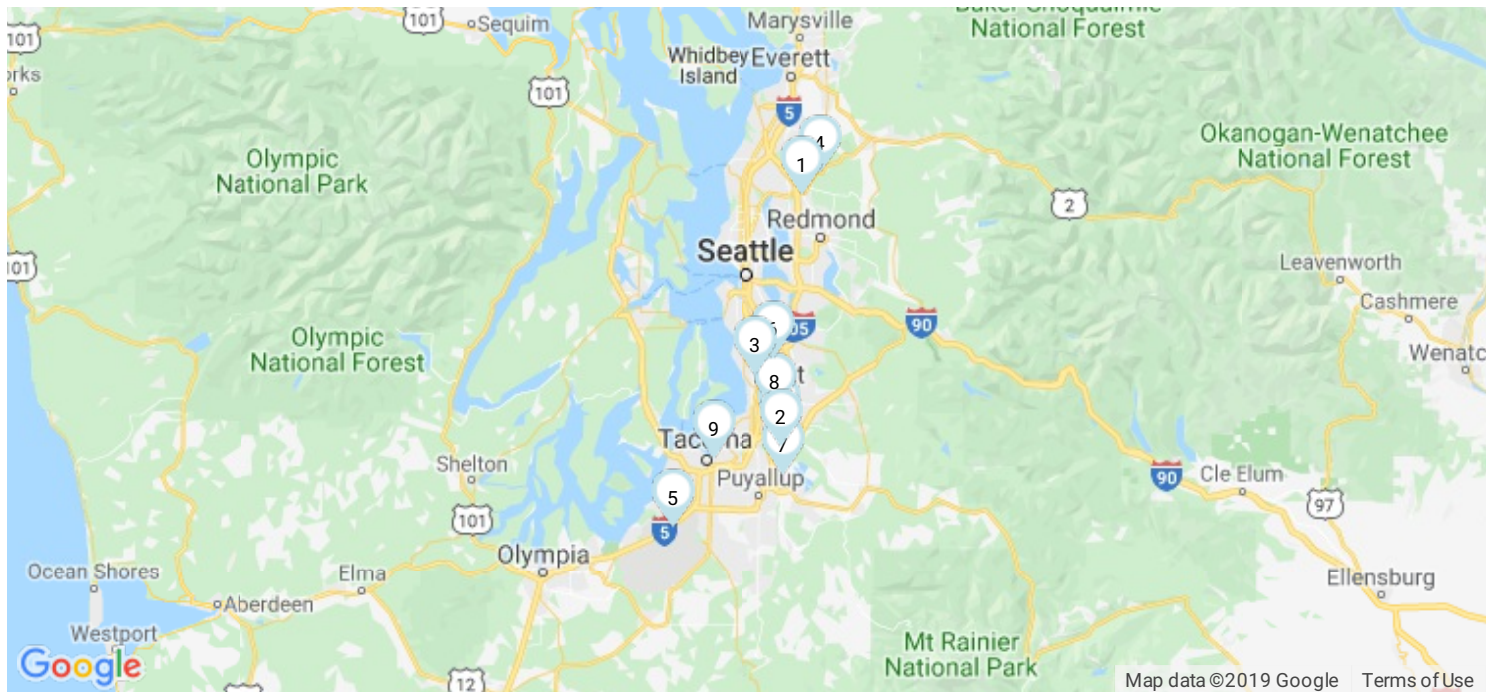 101
Sequim
Marysville
National Forest
101
Whidbey
Island
Everett
101
5
4
1
Olympic
National Park
Okanogan-Wenatchee
National Forest
2
Redmond
Seattle
101
Leavenworth
Cashmere
90
3
Olympic
National Forest
8
2
9
7
Shelton
Puyallup
90
Cle Elum
5
97
101
5
Olympia
Ocean Shores
Elma
Ellensburg
Aberdeen
Westport
Mt Rainier
National Park
Google
12
Map data ©2019 Google
Terms of Use